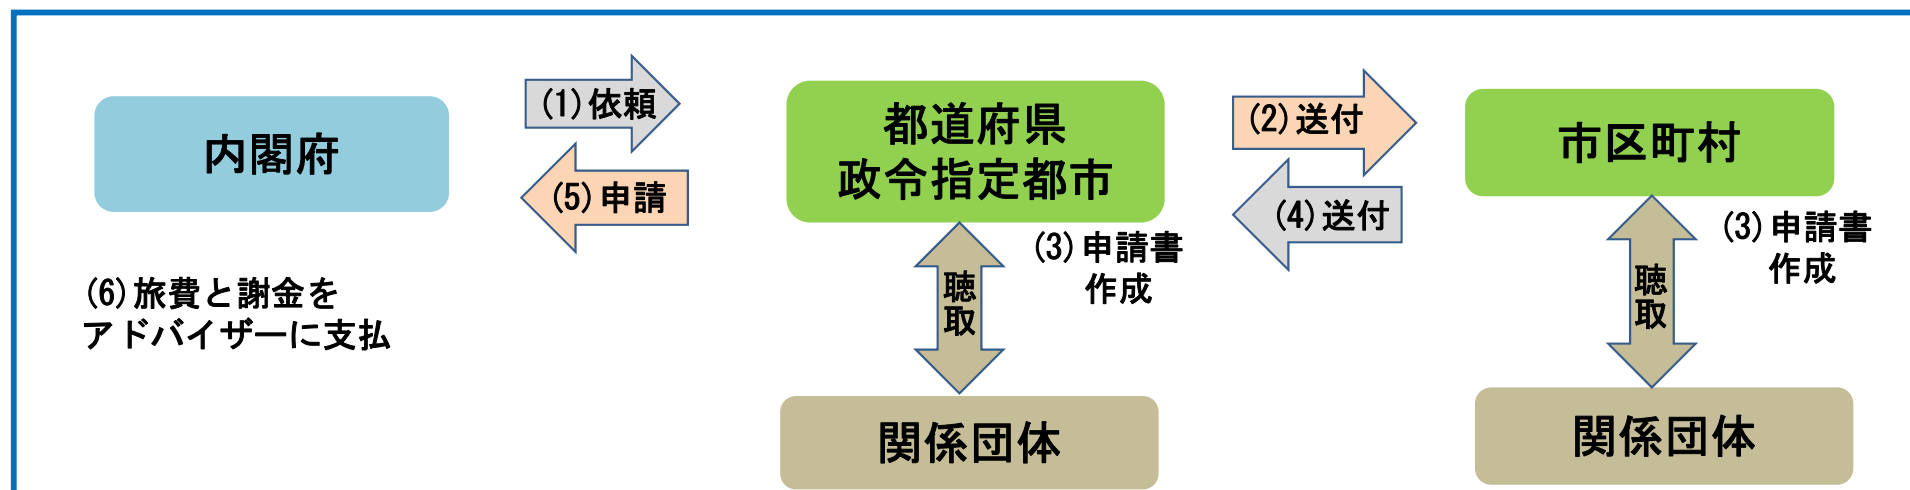 内閣府
(1)依頼
(5)申請
(6)旅費と謝金を
アドバイザーに支払
都道府県
政令指定都市
(3)申請書
作成
聴取
関係団体
(2)送付
(4)送付
市区町村
(3)申請書
作成
聴取
関係団体